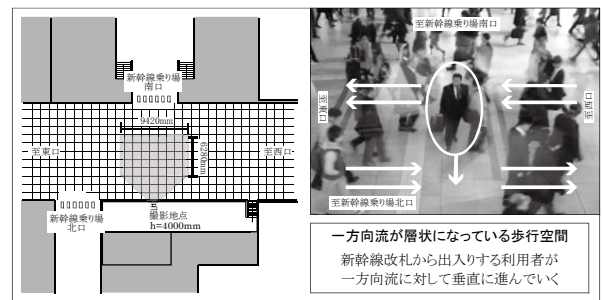 新幹線乗り場
南口
9420mm
6280mm
至東口
至西口
新幹線乗り場
北口
撮影地点
h=4000mm
至新幹線乗り場南口
至東口
至西口
至新幹線乗り場北口
一方向流が層状になっている歩行空間
新幹線改札から出入りする利用者が
一方向流に対して垂直に進んでいく